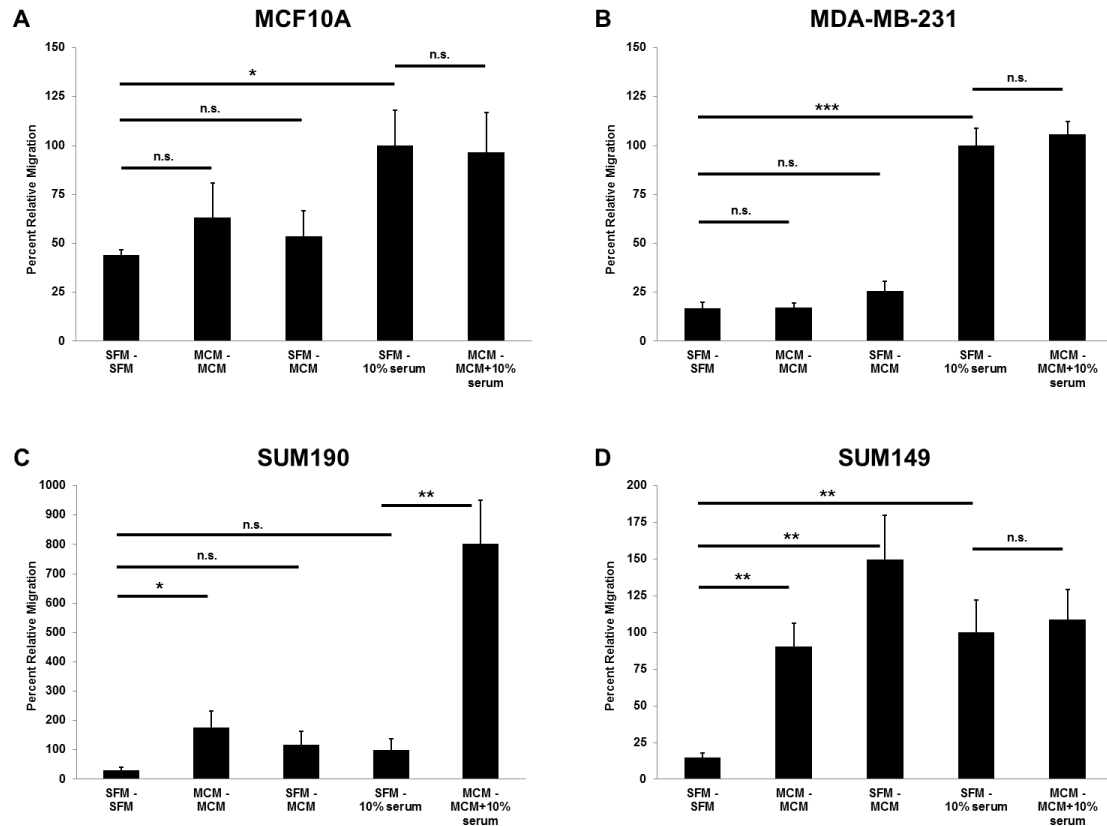 A
MCF10A
Percent Relative Migration
150
125
100
75
50
25
0
n.s.
*
n.s.
n.s.
SFM -
SFM
MCM -
MCM
SFM -
MCM
SFM -
10% serum
MCM -
MCM+10%
serum
B
MDA-MB-231
Percent Relative Migration
150
125
100
75
50
25
0
n.s.
***
n.s.
n.s.
SFM -
SFM
MCM -
MCM
SFM -
MCM
SFM -
10% serum
MCM -
MCM+10%
serum
C
SUM190
Percent Relative Migration
1000
900
800
700
600
500
400
300
200
100
0
**
n.s.
n.s.
*
SFM -
SFM
MCM -
MCM
SFM -
MCM
SFM -
10% serum
MCM -
MCM+10%
serum
D
SUM149
Percent Relative Migration
200
175
150
125
100
75
50
25
0
**
n.s.
**
**
SFM -
SFM
MCM -
MCM
SFM -
MCM
SFM -
10% serum
MCM -
MCM+10%
serum